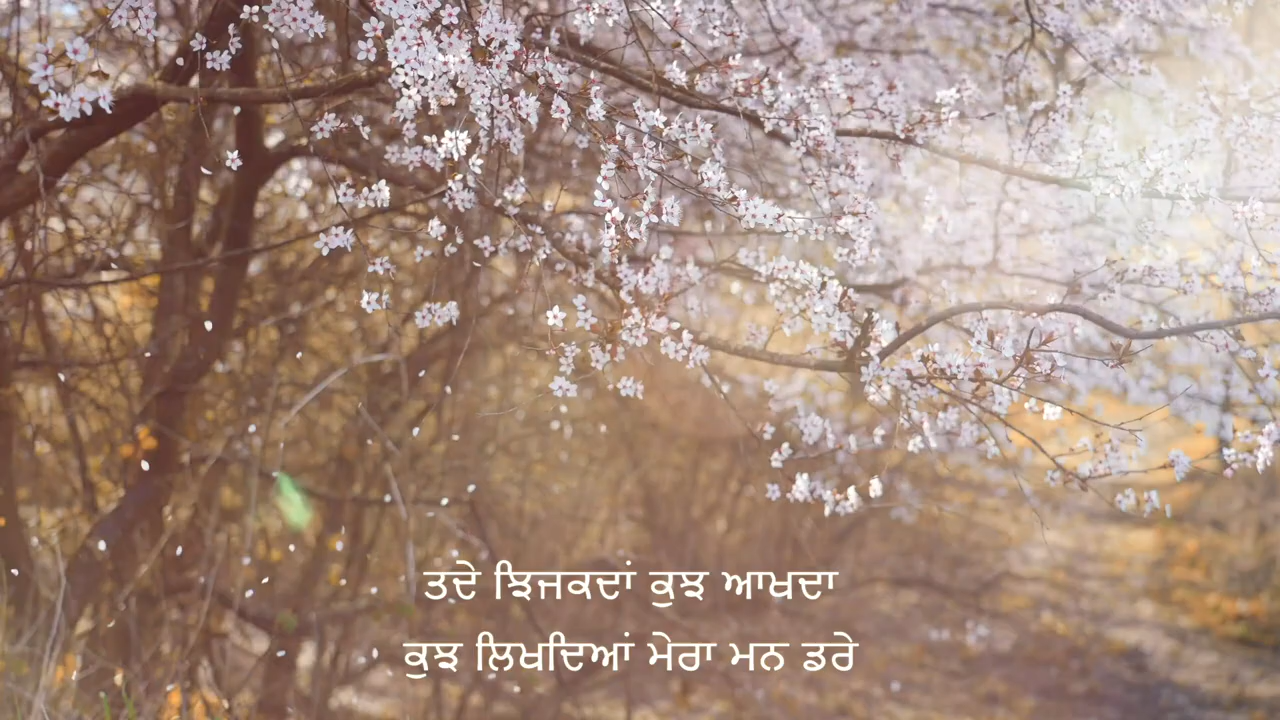 ਤਦੇ ਝਿਜਕਦਾਂ ਕੁਝ ਆਖਦਾ
ਕੁਝ ਲਿਖਦਿਆਂ ਮੇਰਾ ਮਨ ਡਰੇ